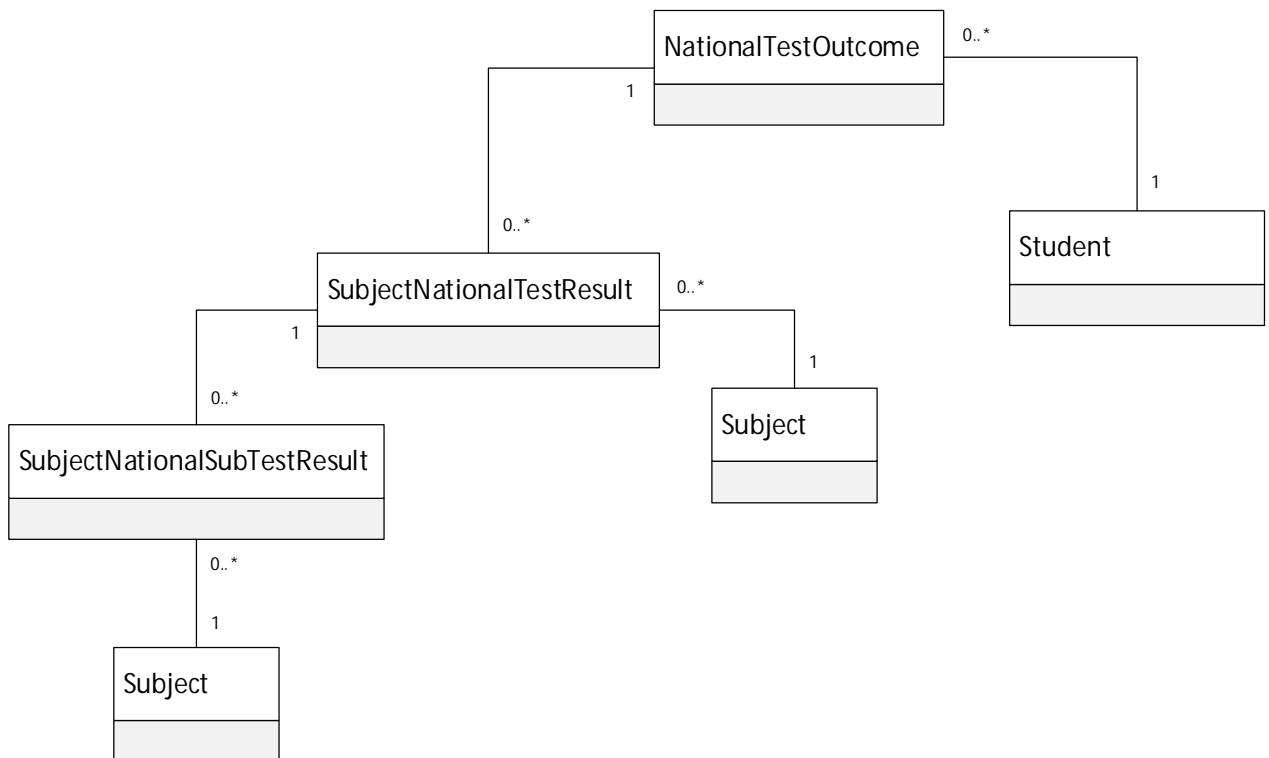 NationalTestOutcome
0..*
1
1
Student
0..*
SubjectNationalTestResult
0..*
1
1
0..*
Subject
SubjectNationalSubTestResult
0..*
1
Subject